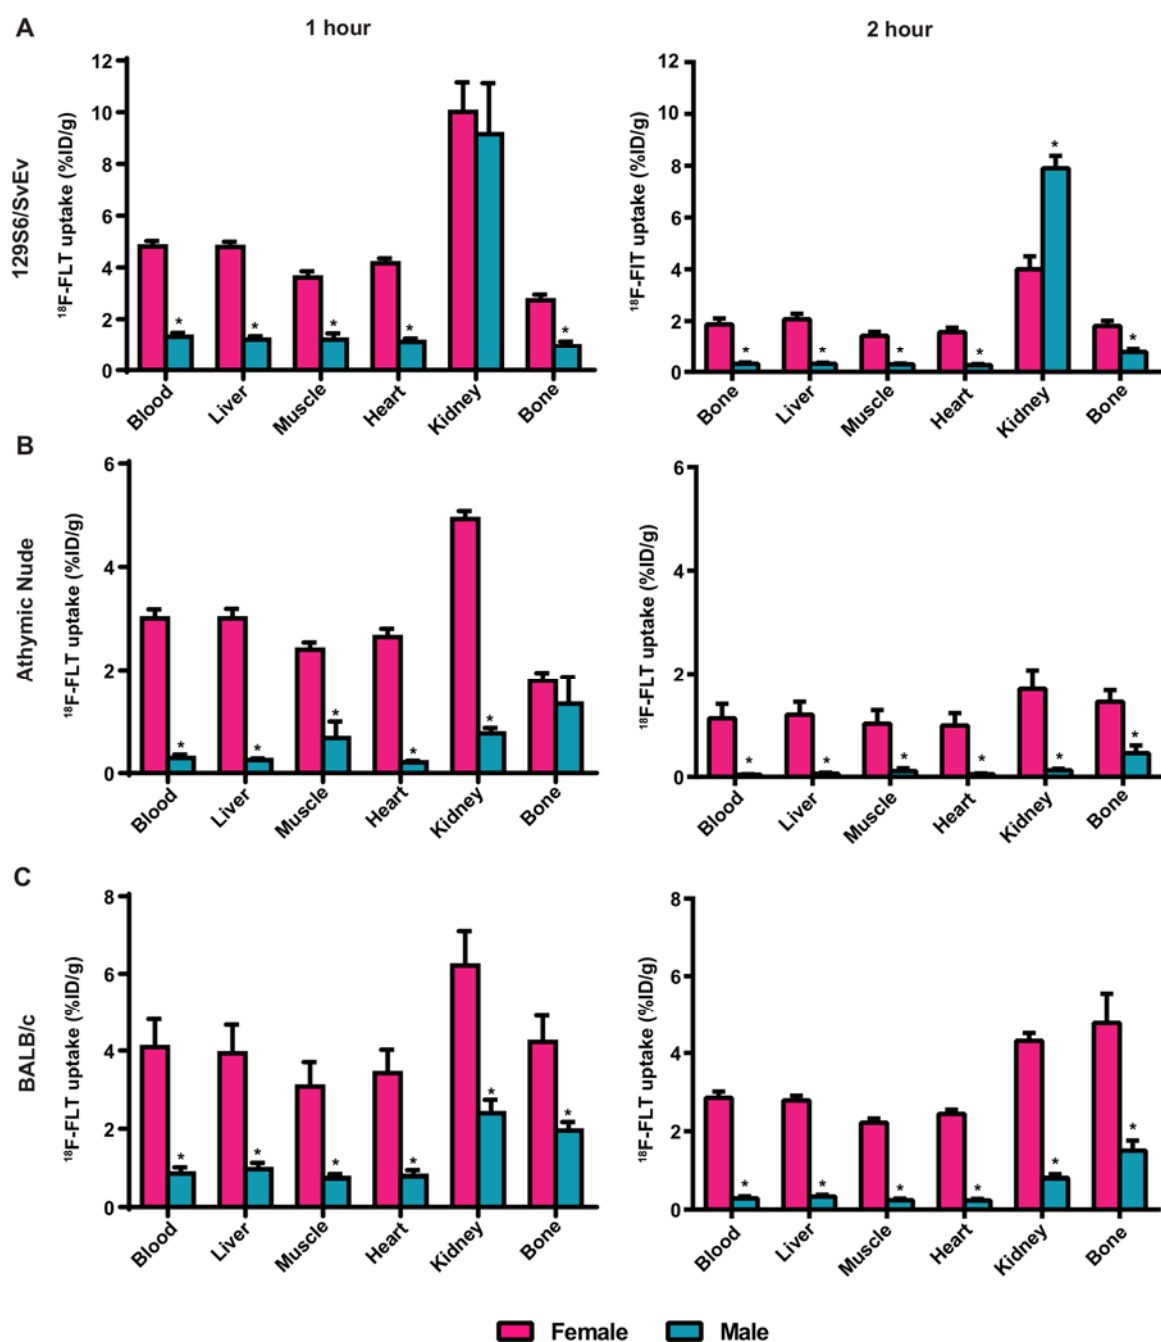 A
1 hour
2 hour
129S6/SvEv
¹⁸F-FLT uptake (%ID/g)
12
10
8
6
4
2
0
* * * * *
Blood Liver Muscle Heart Kidney Bone
¹⁸F-FIT uptake (%ID/g)
12
10
8
6
4
2
0
* * * * * *
Bone Liver Muscle Heart Kidney Bone
B
Athymic Nude
¹⁸F-FLT uptake (%ID/g)
6
4
2
0
* * * * *
Blood Liver Muscle Heart Kidney Bone
¹⁸F-FLT uptake (%ID/g)
6
4
2
0
* * * * * *
Blood Liver Muscle Heart Kidney Bone
C
BALB/c
¹⁸F-FLT uptake (%ID/g)
8
6
4
2
0
* * * * * *
Blood Liver Muscle Heart Kidney Bone
¹⁸F-FLT uptake (%ID/g)
8
6
4
2
0
* * * * * *
Blood Liver Muscle Heart Kidney Bone
Female Male